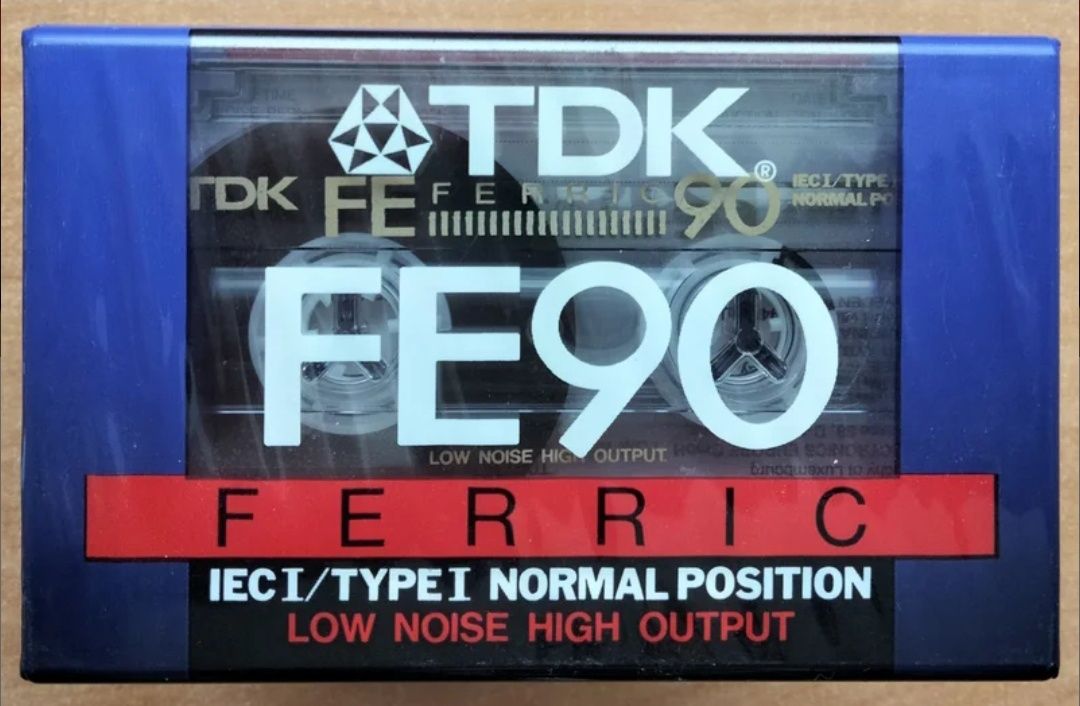 TDK®
TDK FE FERRIC 90 IEC I/TYPE
NORMAL PO
FE90
LOW NOISE HIGH OUTPUT
FERRIC
IEC I/TYPE I NORMAL POSITION
LOW NOISE HIGH OUTPUT